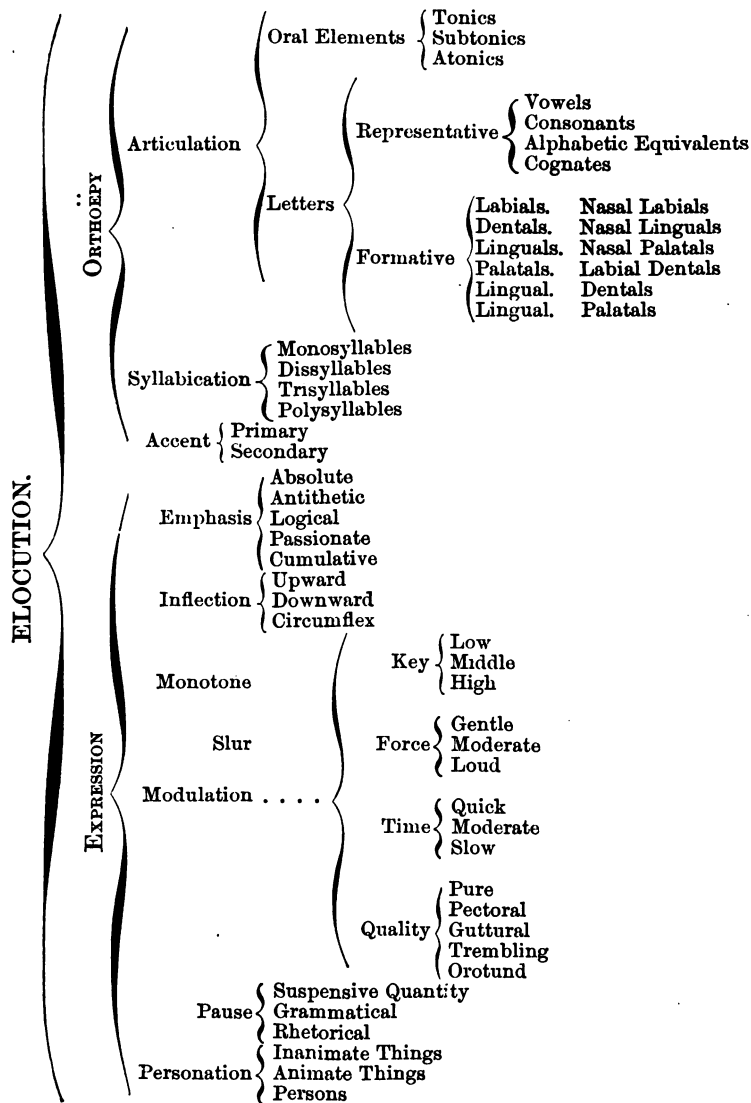 ELOCUTION.
ORTHÖEPY
Articulation
Oral Elements
Tonics
Subtonics
Atonics
Letters
Representative
Vowels
Consonants
Alphabetic Equivalents
Cognates
Formative
Labials. Nasal Labials
Dentals. Nasal Linguals
Linguals. Nasal Palatals
Palatals. Labial Dentals
Lingual. Dentals
Lingual. Palatals
Syllabication
Monosyllables
Dissyllables
Trisyllables
Polysyllables
Accent
Primary
Secondary
EXPRESSION
Emphasis
Absolute
Antithetic
Logical
Passionate
Cumulative
Inflection
Upward
Downward
Circumflex
Monotone
Slur
Modulation . . . .
Key
Low
Middle
High
Force
Gentle
Moderate
Loud
Time
Quick
Moderate
Slow
Quality
Pure
Pectoral
Guttural
Trembling
Orotund
Pause
Suspensive Quantity
Grammatical
Rhetorical
Personation
Inanimate Things
Animate Things
Persons